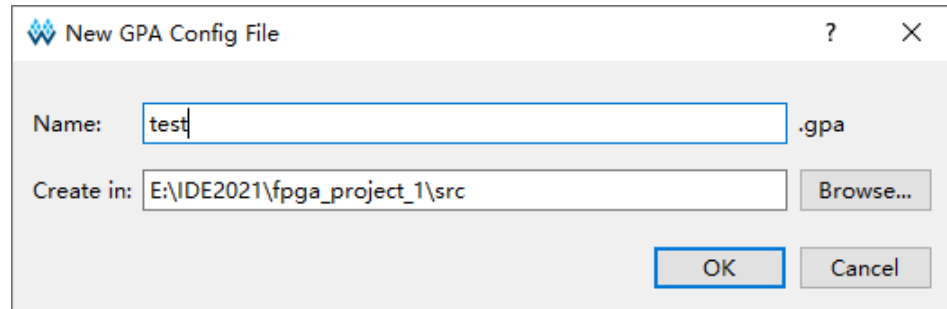 New GPA Config File ?
Name: test .gpa
Create in: E:\IDE2021\fpga_project_1\src Browse...
OK Cancel